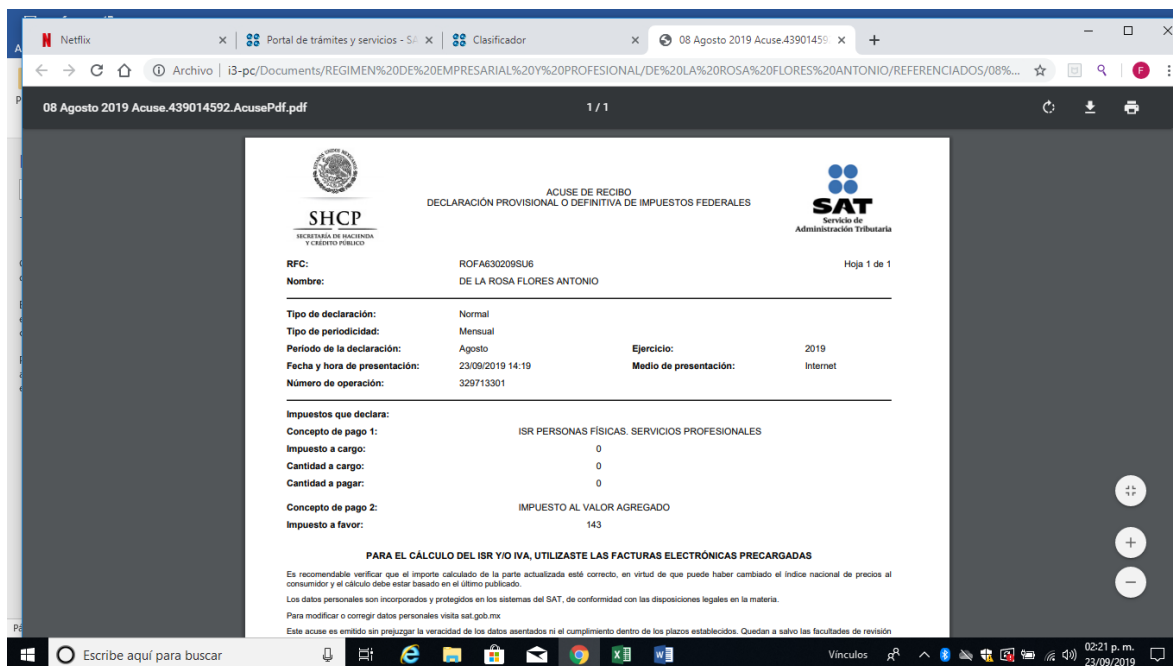 Netflix
Portal de trámites y servicios - SA
Clasificador
08 Agosto 2019 Acuse.43901459
Archivo | i3-pc/Documents/REGIMEN%20DE%20EMPRESARIAL%20Y%20PROFESIONAL/DE%20LA%20ROSA%20FLORES%20ANTONIO/REFERENCIADOS/08%...
F
08 Agosto 2019 Acuse.439014592.AcusePdf.pdf
1 / 1
ESTADOS UNIDOS MEXICANOS
SHCP
SECRETARÍA DE HACIENDA
Y CRÉDITO PÚBLICO
ACUSE DE RECIBO
DECLARACIÓN PROVISIONAL O DEFINITIVA DE IMPUESTOS FEDERALES
SAT
Servicio de
Administración Tributaria
RFC: ROFA630209SU6 Hoja 1 de 1
Nombre: DE LA ROSA FLORES ANTONIO
Tipo de declaración: Normal
Tipo de periodicidad: Mensual
Período de la declaración: Agosto Ejercicio: 2019
Fecha y hora de presentación: 23/09/2019 14:19 Medio de presentación: Internet
Número de operación: 329713301
Impuestos que declara:
Concepto de pago 1: ISR PERSONAS FÍSICAS. SERVICIOS PROFESIONALES
Impuesto a cargo: 0
Cantidad a cargo: 0
Cantidad a pagar: 0
Concepto de pago 2: IMPUESTO AL VALOR AGREGADO
Impuesto a favor: 143
PARA EL CÁLCULO DEL ISR Y/O IVA, UTILIZASTE LAS FACTURAS ELECTRÓNICAS PRECARGADAS
Es recomendable verificar que el importe calculado de la parte actualizada esté correcto, en virtud de que puede haber cambiado el índice nacional de precios al
consumidor y el cálculo debe estar basado en el último publicado.
Los datos personales son incorporados y protegidos en los sistemas del SAT, de conformidad con las disposiciones legales en la materia.
Para modificar o corregir datos personales visita sat.gob.mx
Este acuse es emitido sin prejuzgar la veracidad de los datos asentados ni el cumplimiento dentro de los plazos establecidos. Quedan a salvo las facultades de revisión
Escribe aquí para buscar
Vínculos
02:21 p. m.
23/09/2019